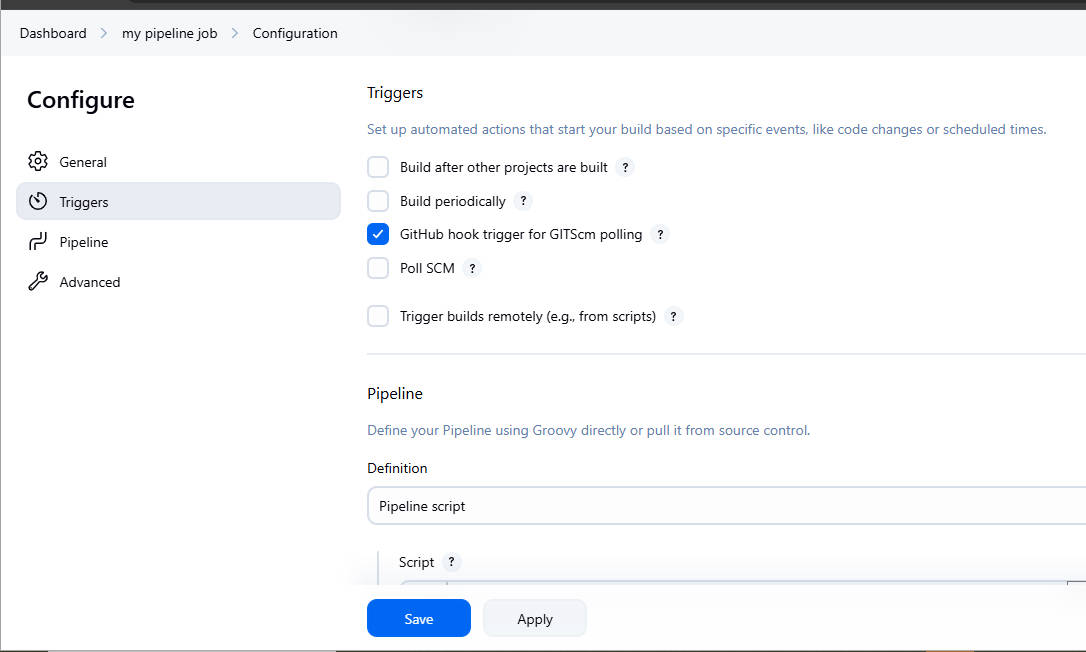 Dashboard > my pipeline job > Configuration
Configure
General
Triggers
Pipeline
Advanced
Triggers
Set up automated actions that start your build based on specific events, like code changes or scheduled times.
Build after other projects are built ?
Build periodically ?
GitHub hook trigger for GITScm polling ?
Poll SCM ?
Trigger builds remotely (e.g., from scripts) ?
Pipeline
Define your Pipeline using Groovy directly or pull it from source control.
Definition
Pipeline script
Script ?
Save Apply